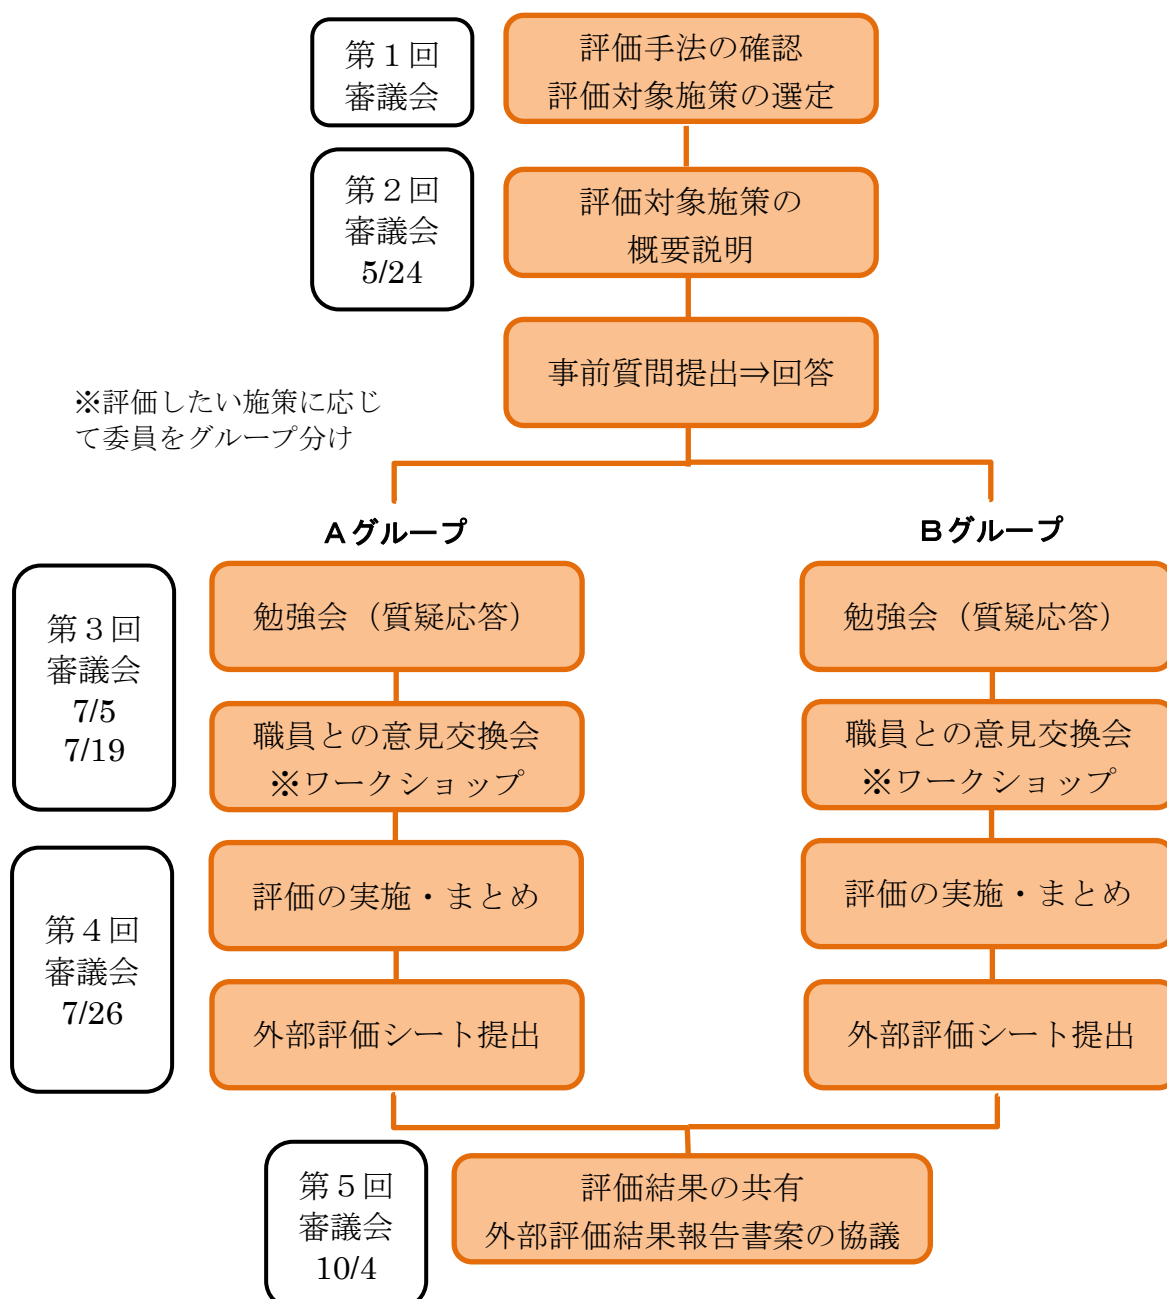 第１回
審議会
評価手法の確認
評価対象施策の選定
第２回
審議会
5/24
評価対象施策の
概要説明
事前質問提出⇒回答
※評価したい施策に応じ
て委員をグループ分け
Ａグループ
Ｂグループ
第３回
審議会
7/5
7/19
勉強会（質疑応答）
勉強会（質疑応答）
職員との意見交換会
※ワークショップ
職員との意見交換会
※ワークショップ
第４回
審議会
7/26
評価の実施・まとめ
評価の実施・まとめ
外部評価シート提出
外部評価シート提出
第５回
審議会
10/4
評価結果の共有
外部評価結果報告書案の協議